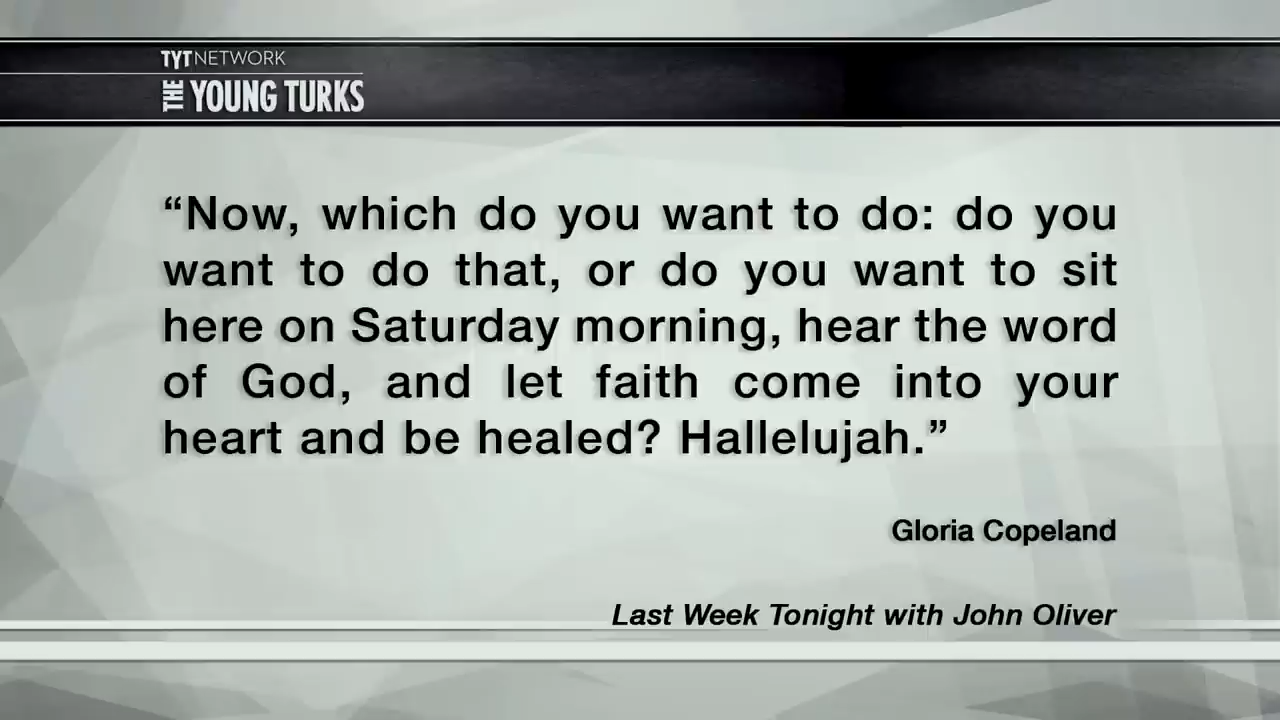 TYTNETWORK
THE YOUNG TURKS
“Now, which do you want to do: do you
want to do that, or do you want to sit
here on Saturday morning, hear the word
of God, and let faith come into your
heart and be healed? Hallelujah.”
Gloria Copeland
Last Week Tonight with John Oliver